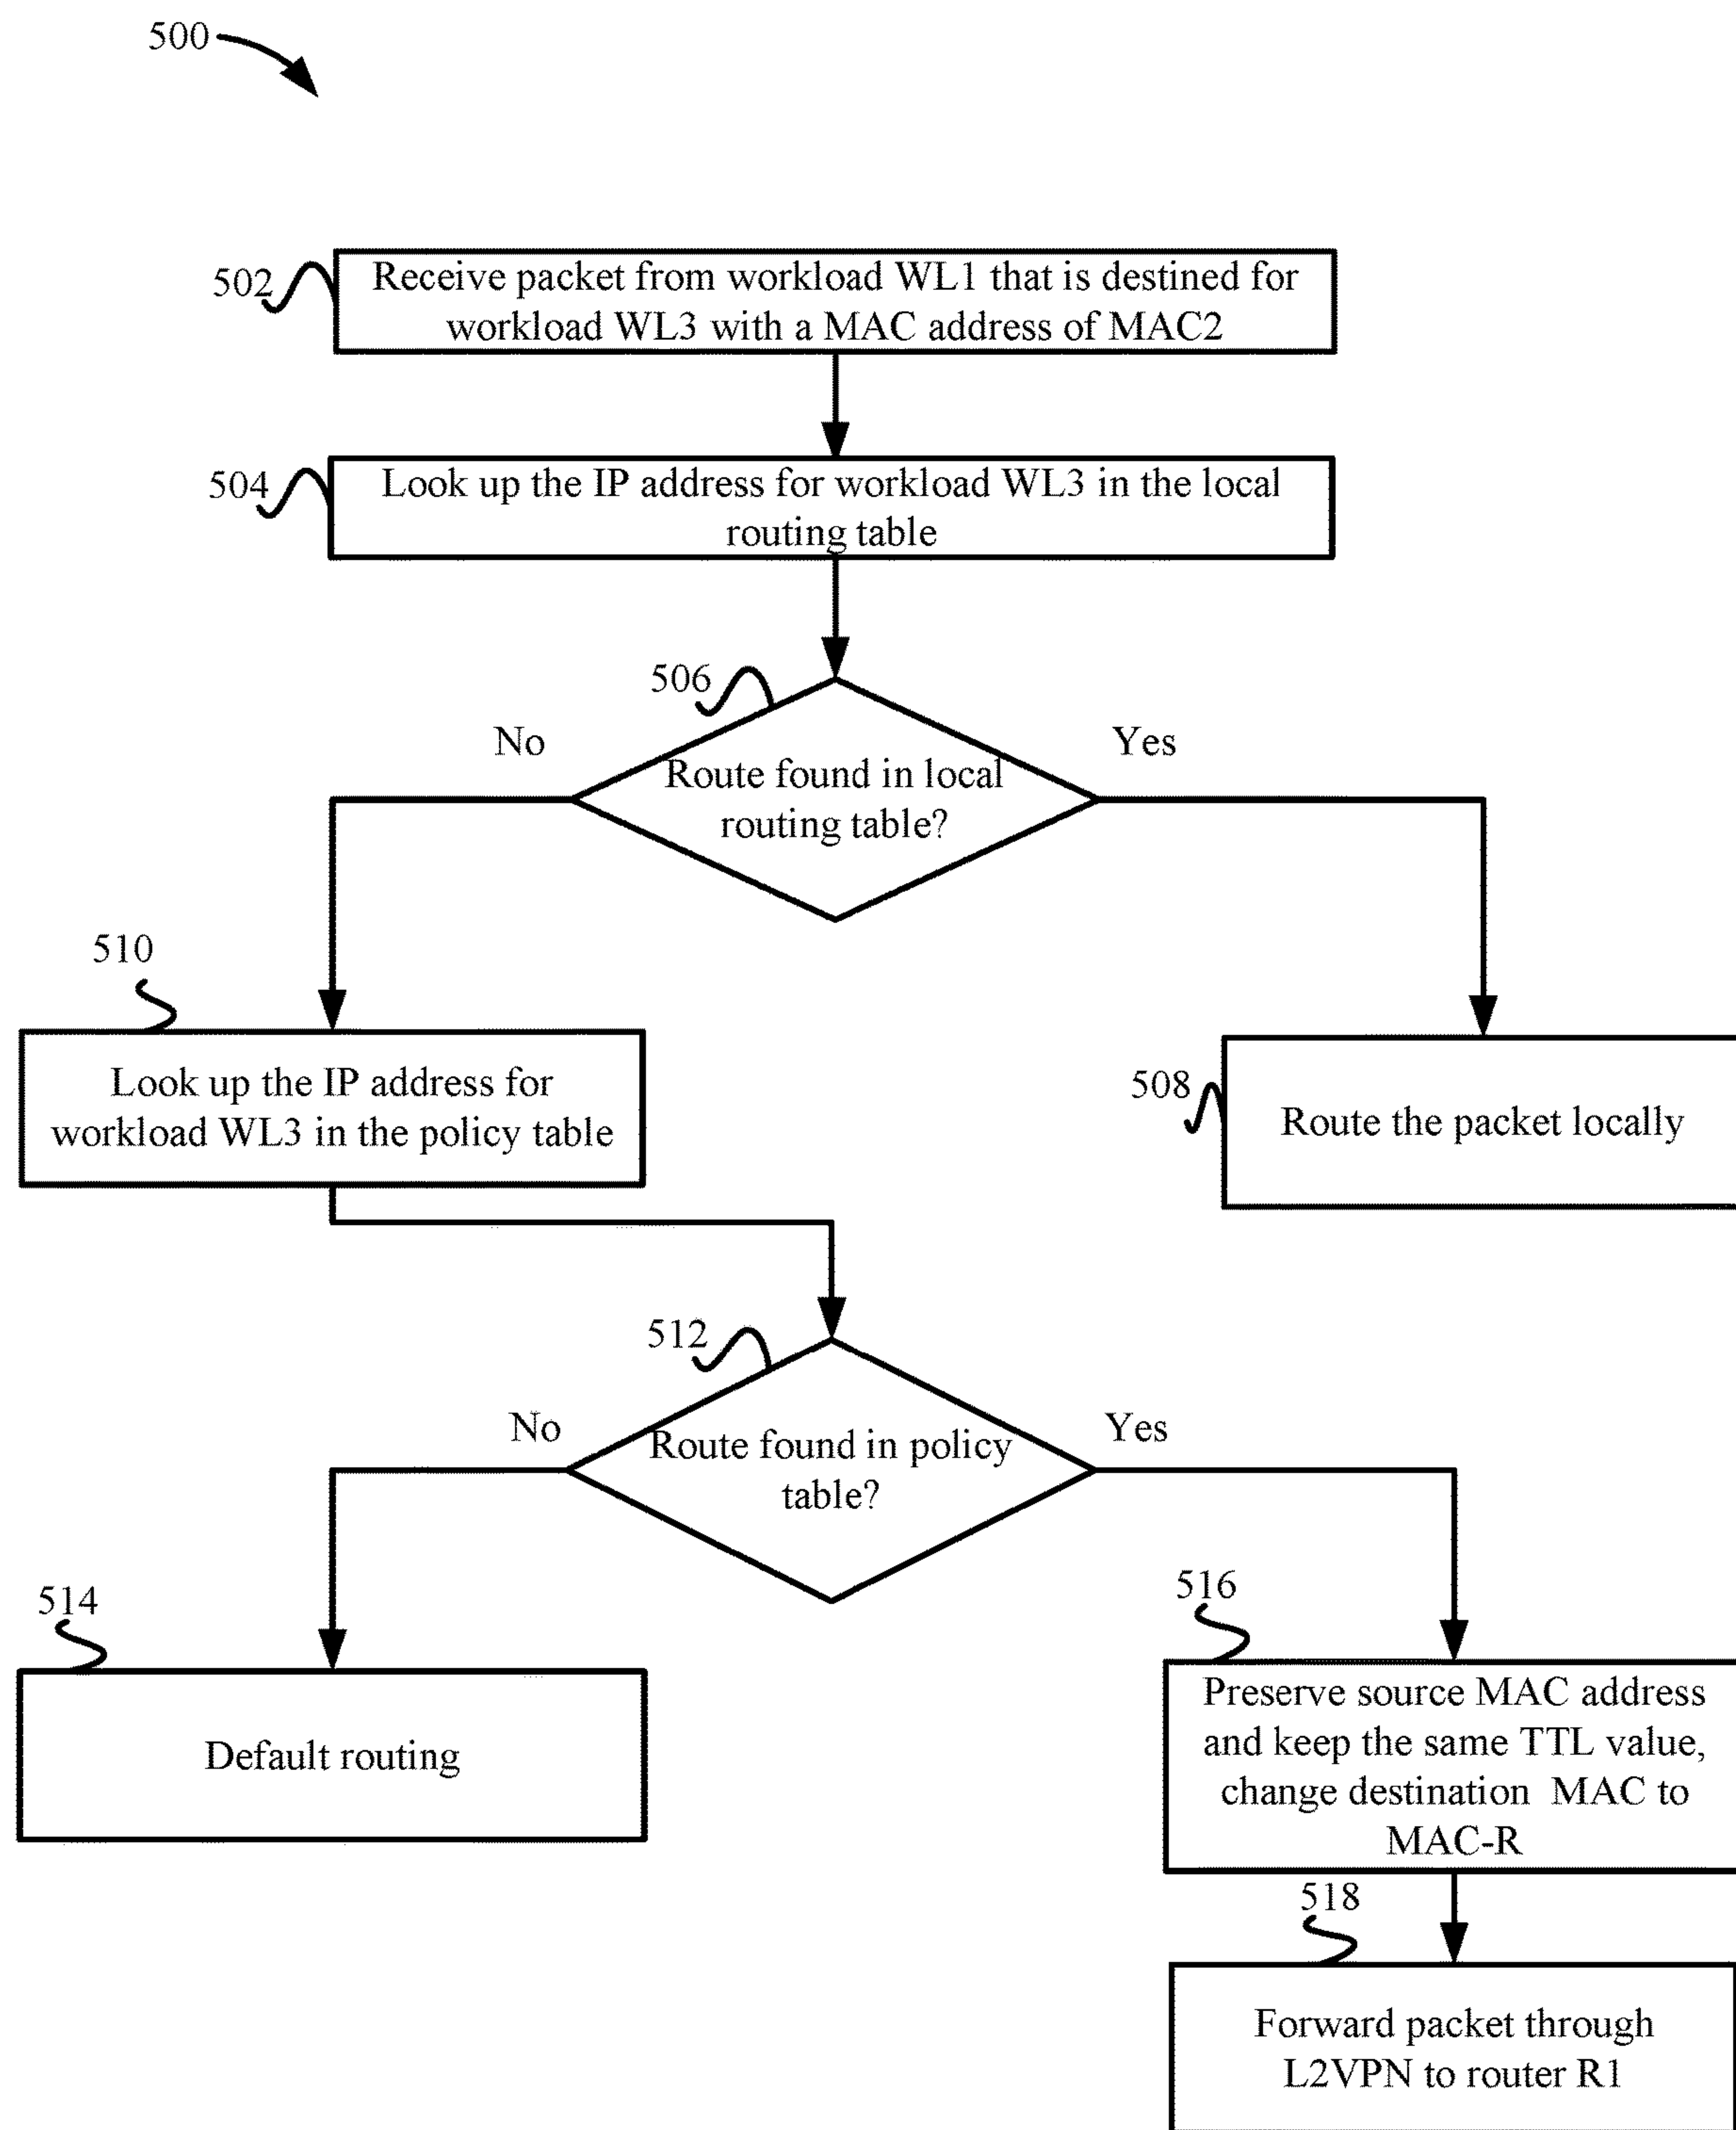 500
502
Receive packet from workload WL1 that is destined for
workload WL3 with a MAC address of MAC2
504
Look up the IP address for workload WL3 in the local
routing table
506
No
Yes
Route found in local
routing table?
510
Look up the IP address for
workload WL3 in the policy table
508
Route the packet locally
512
No
Yes
Route found in policy
table?
514
Default routing
516
Preserve source MAC address
and keep the same TTL value,
change destination MAC to
MAC-R
518
Forward packet through
L2VPN to router R1